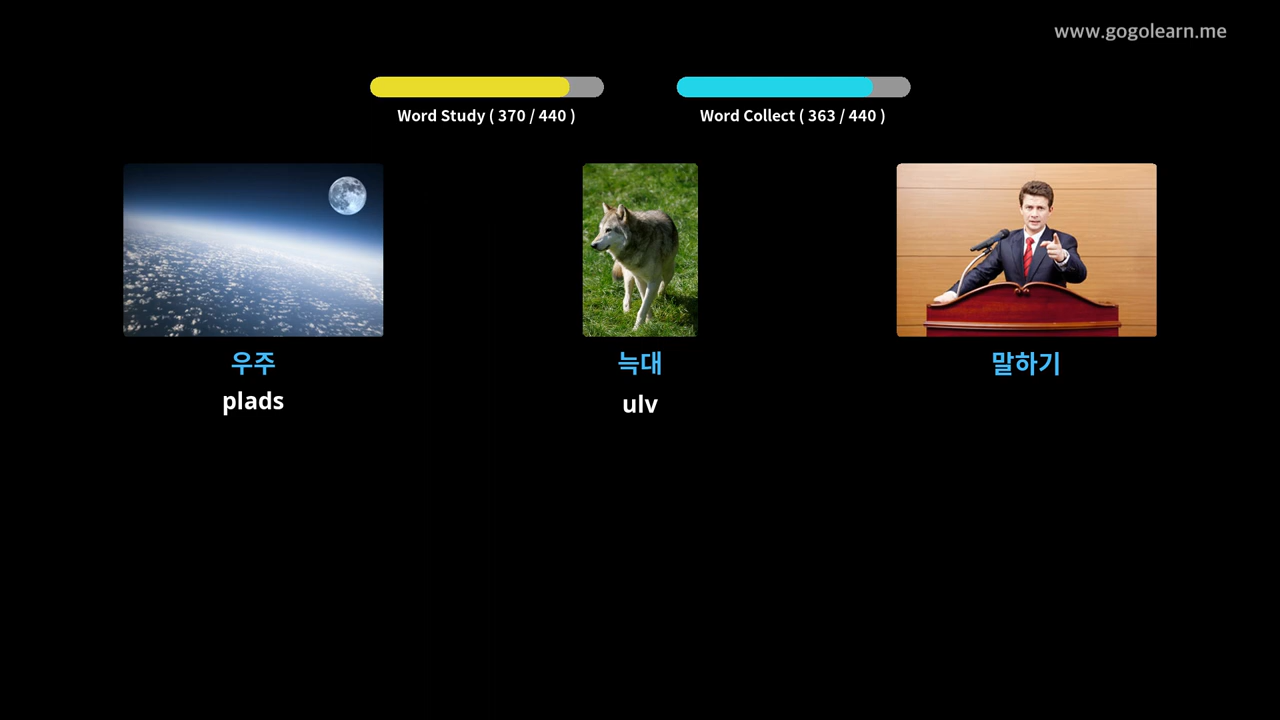 www.gogolearn.me
Word Study ( 370 / 440 )
Word Collect ( 363 / 440 )
우주
늑대
말하기
plads
ulv